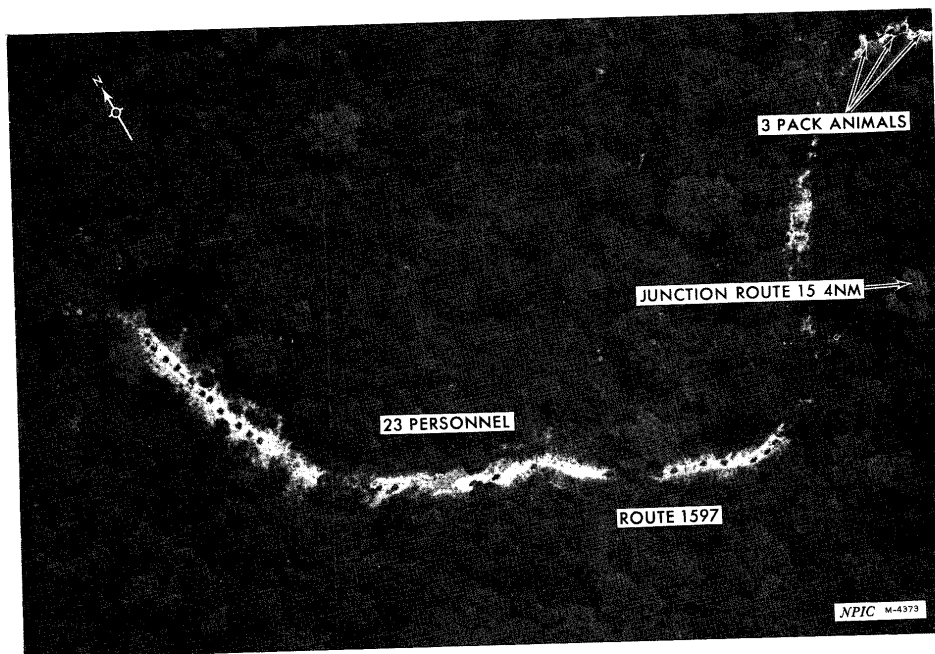 N
3 PACK ANIMALS
JUNCTION ROUTE 15 4NM
23 PERSONNEL
ROUTE 1597
NPIC M-4373